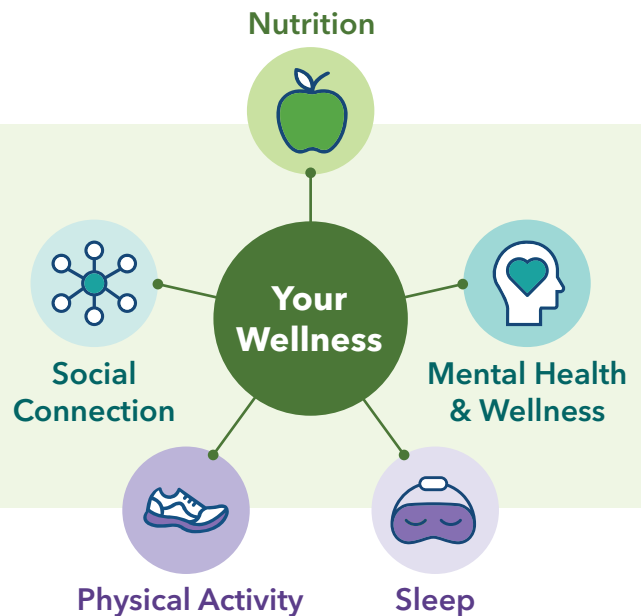 Nutrition
Your
Wellness
Social
Connection
Mental Health
& Wellness
Physical Activity
Sleep